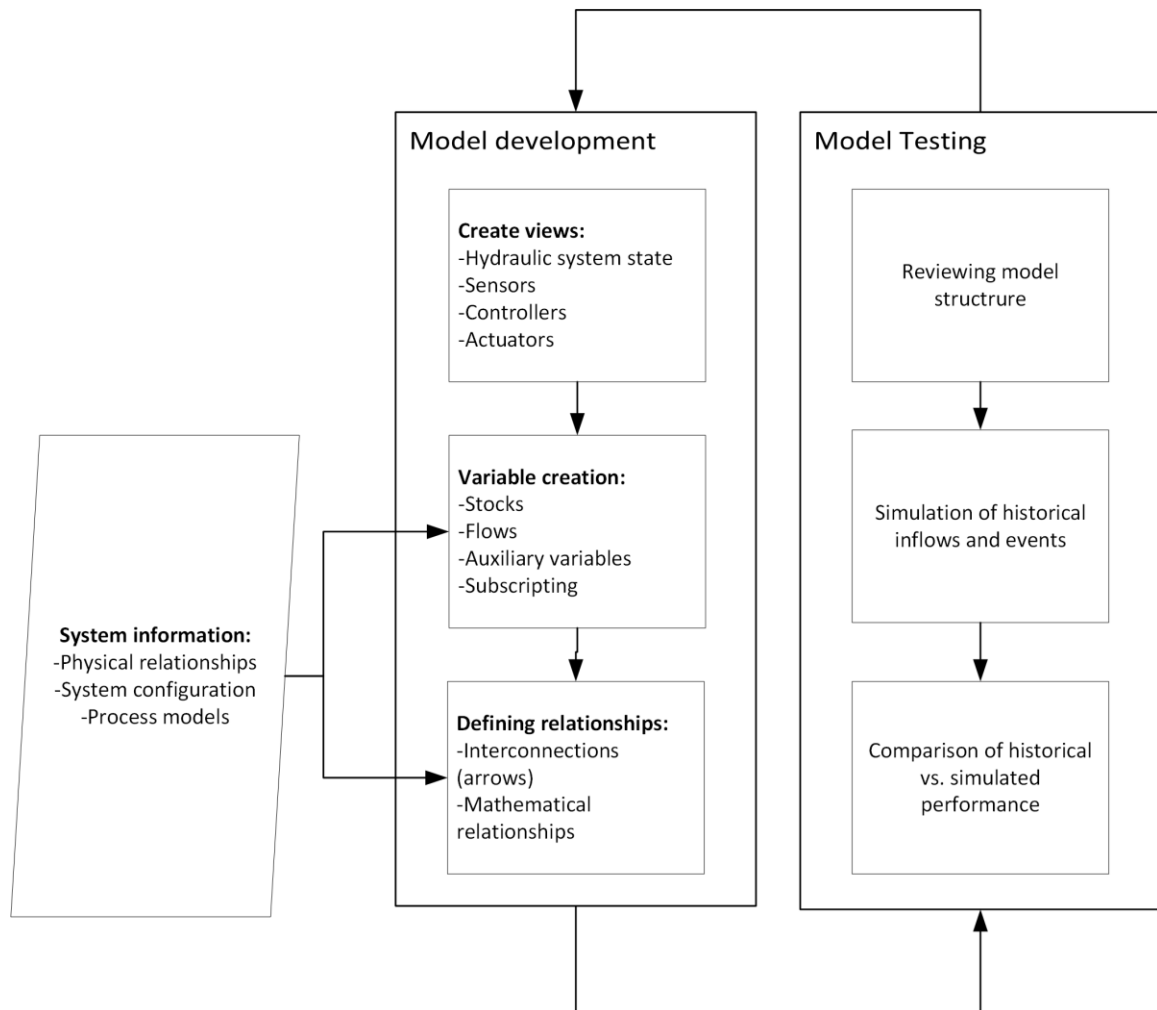 Model development
Create views:
-Hydraulic system state
-Sensors
-Controllers
-Actuators
Variable creation:
-Stocks
-Flows
-Auxiliary variables
-Subscripting
Defining relationships:
-Interconnections
(arrows)
-Mathematical
relationships
System information:
-Physical relationships
-System configuration
-Process models
Model Testing
Reviewing model
structrure
Simulation of historical
inflows and events
Comparison of historical
vs. simulated
performance